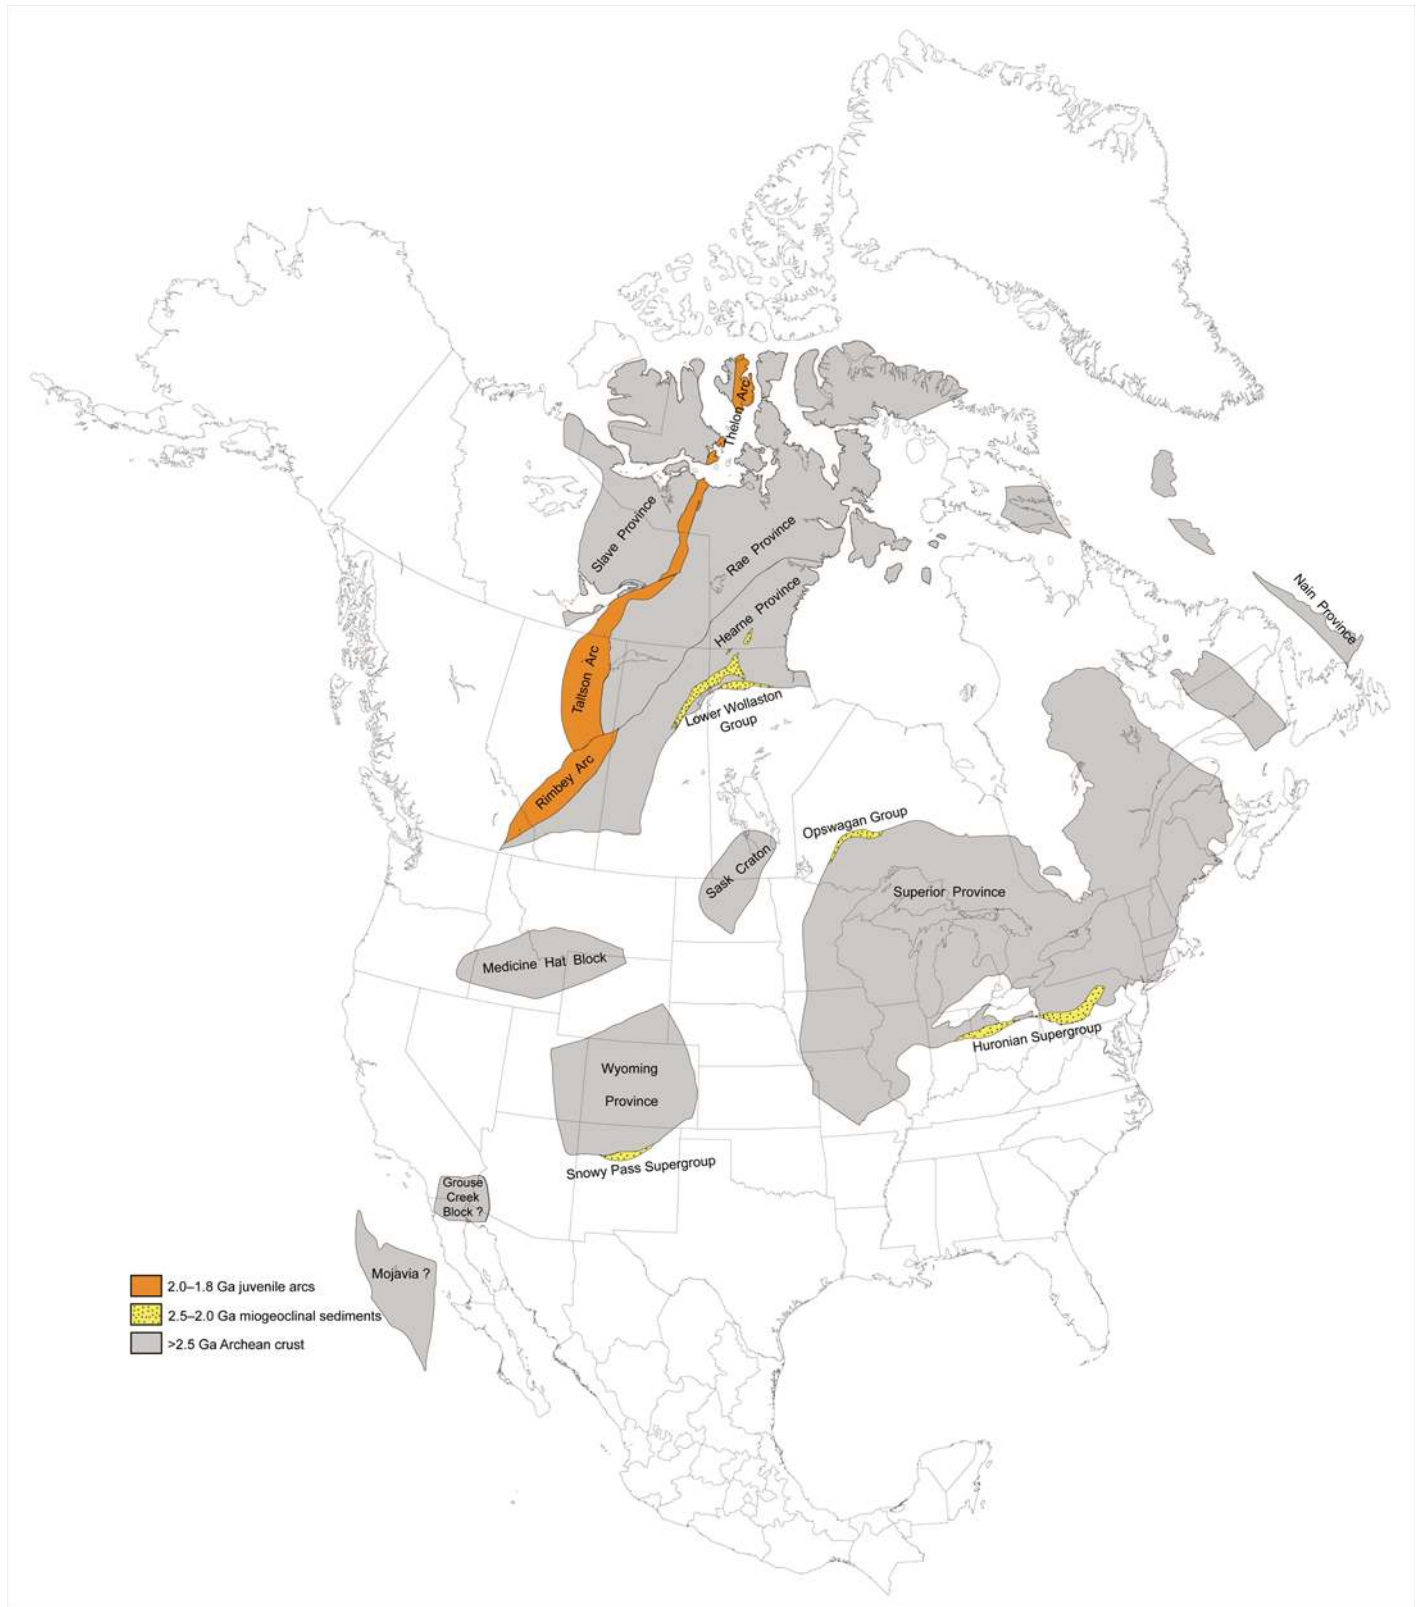 Thelon Arc
Slave Province
Rae Province
Hearne Province
Nain Province
Taltson Arc
Lower Wollaston
Group
Rimbey Arc
Opswagan Group
Sask Craton
Superior Province
Medicine Hat Block
Huronian Supergroup
Wyoming
Province
Snowy Pass Supergroup
Grouse
Creek
Block ?
Mojavia ?
2.0–1.8 Ga juvenile arcs
2.5–2.0 Ga miogeoclinal sediments
>2.5 Ga Archean crust